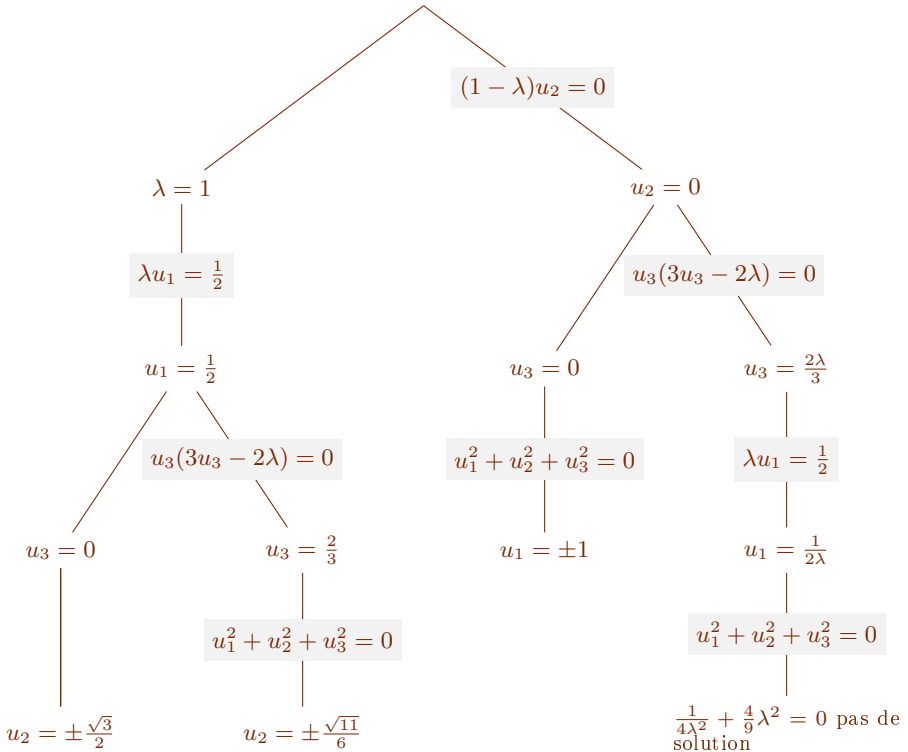 (1 − λ)u₂ = 0
λ = 1
u₂ = 0
λu₁ = 1/2
u₃(3u₃ − 2λ) = 0
u₁ = 1/2
u₃ = 0
u₃ = 2λ/3
u₃(3u₃ − 2λ) = 0
u₁² + u₂² + u₃² = 0
λu₁ = 1/2
u₃ = 0
u₃ = 2/3
u₁ = ±1
u₁ = 1/(2λ)
u₁² + u₂² + u₃² = 0
u₁² + u₂² + u₃² = 0
u₂ = ±√3/2
u₂ = ±√11/6
1/(4λ²) + 4/9 λ² = 0 pas de
solution